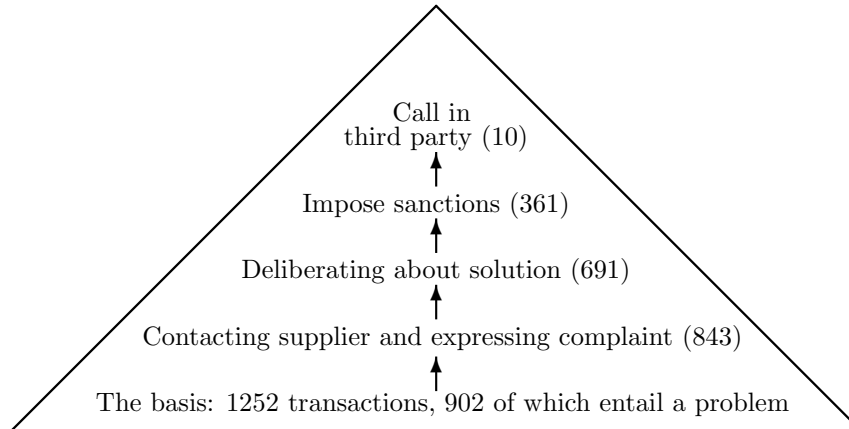 Call in
third party (10)
Impose sanctions (361)
Deliberating about solution (691)
Contacting supplier and expressing complaint (843)
The basis: 1252 transactions, 902 of which entail a problem